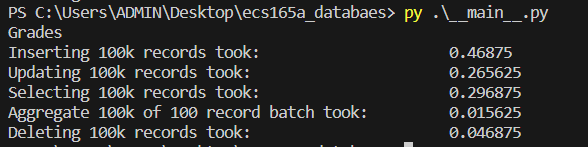 PS C:\Users\ADMIN\Desktop\ecs165a_databaes> py .\__main__.py
Grades
Inserting 100k records took: 0.46875
Updating 100k records took: 0.265625
Selecting 100k records took: 0.296875
Aggregate 100k of 100 record batch took: 0.015625
Deleting 100k records took: 0.046875